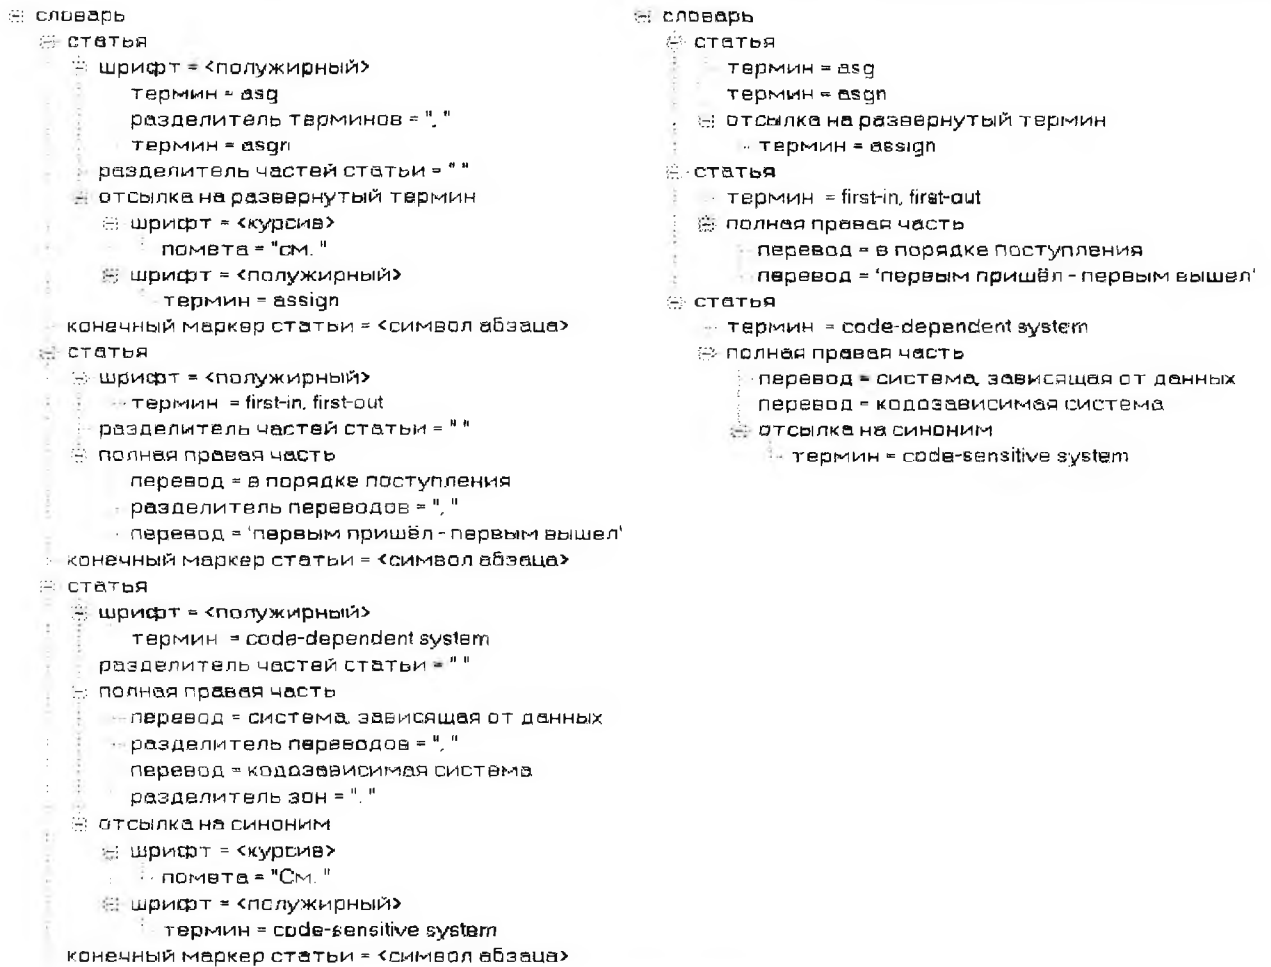 словарь
статья
шрифт = <полужирный>
термин = asg
разделитель терминов = ", "
термин = asgn
разделитель частей статьи = " "
отсылка на развернутый термин
шрифт = <курсив>
помета = "см. "
шрифт = <полужирный>
термин = assign
конечный маркер статьи = <символ абзаца>
статья
шрифт = <полужирный>
термин = first-in, first-out
разделитель частей статьи = " "
полная правая часть
перевод = в порядке поступления
разделитель переводов = ", "
перевод = 'первым пришёл - первым вышел'
конечный маркер статьи = <символ абзаца>
статья
шрифт = <полужирный>
термин = code-dependent system
разделитель частей статьи = " "
полная правая часть
перевод = система, зависящая от данных
разделитель переводов = ", "
перевод = кодозависимая система
разделитель зон = ". "
отсылка на синоним
шрифт = <курсив>
помета = "См. "
шрифт = <полужирный>
термин = code-sensitive system
конечный маркер статьи = <символ абзаца>
словарь
статья
термин = asg
термин = asgn
отсылка на развернутый термин
термин = assign
статья
термин = first-in, first-out
полная правая часть
перевод = в порядке поступления
перевод = 'первым пришёл - первым вышел'
статья
термин = code-dependent system
полная правая часть
перевод = система, зависящая от данных
перевод = кодозависимая система
отсылка на синоним
термин = code-sensitive system